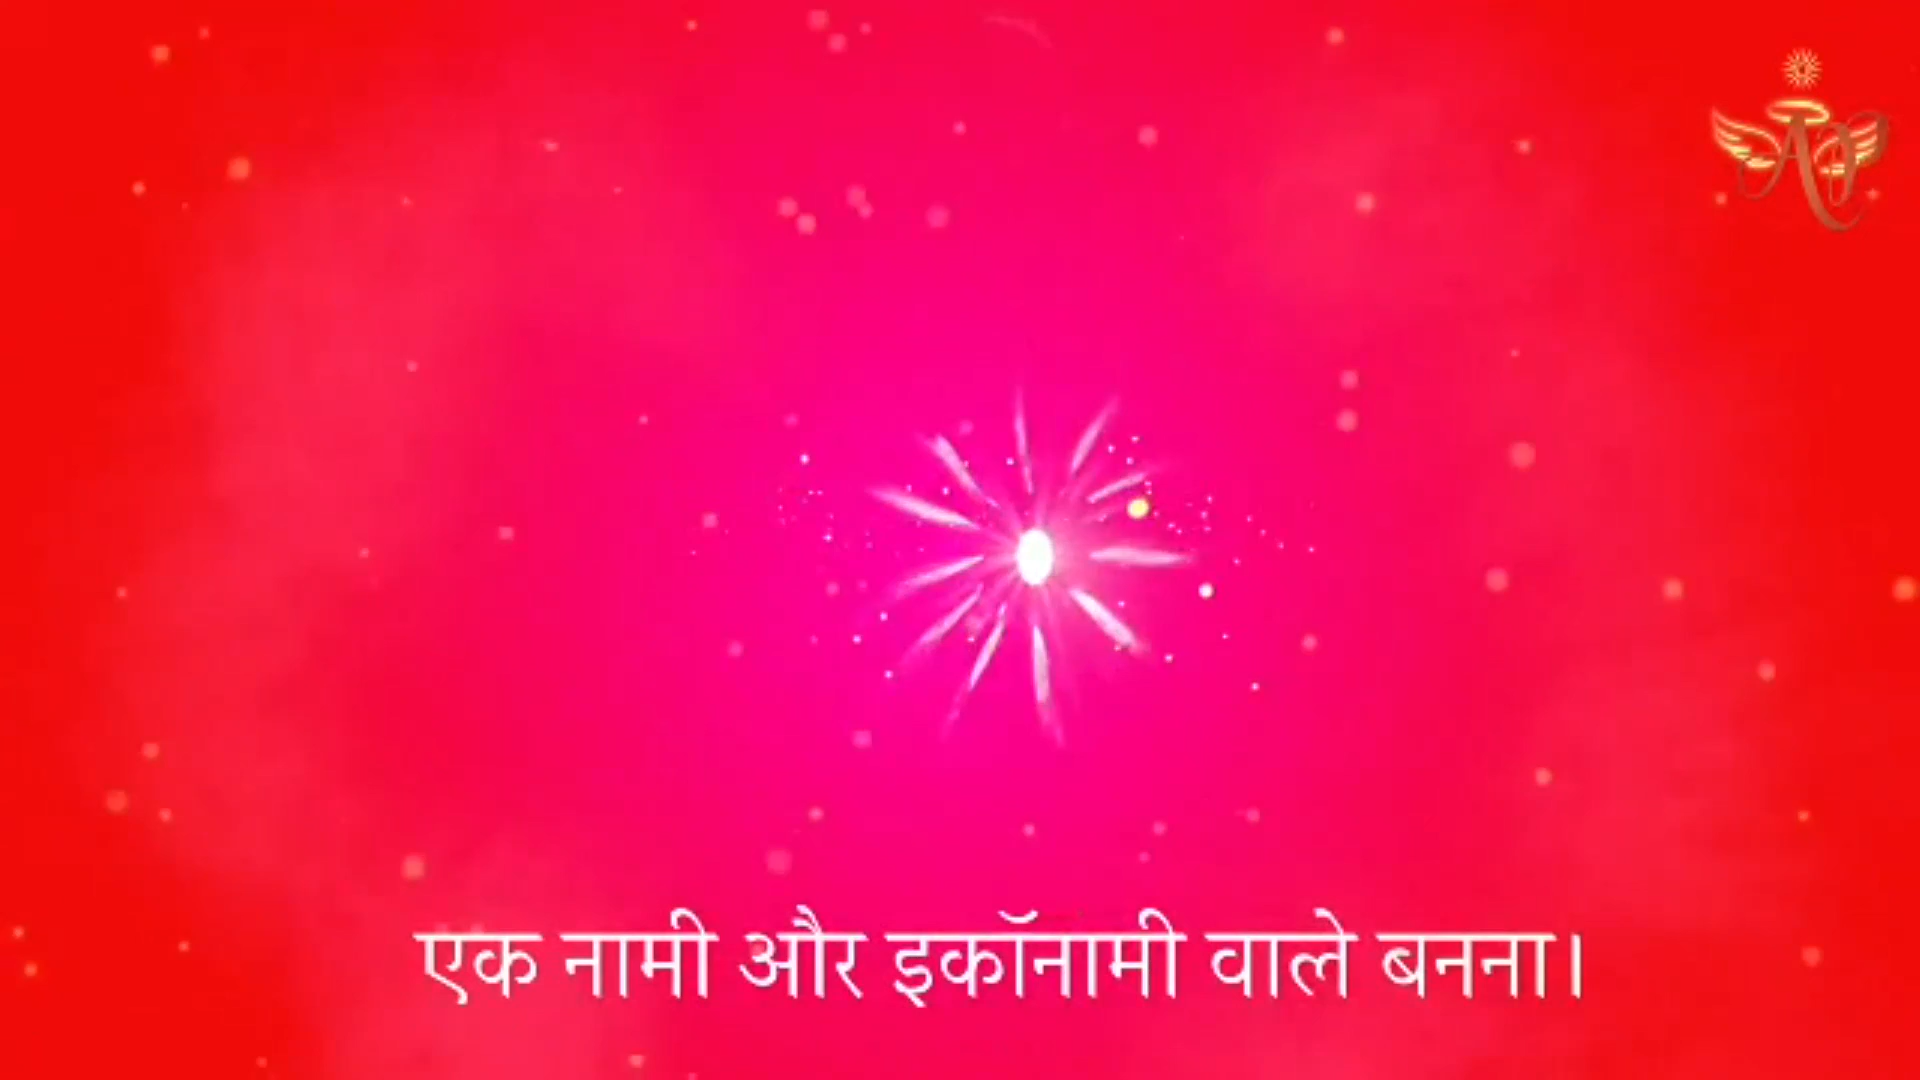 एक नामी और इकॉनामी वाले बनना।